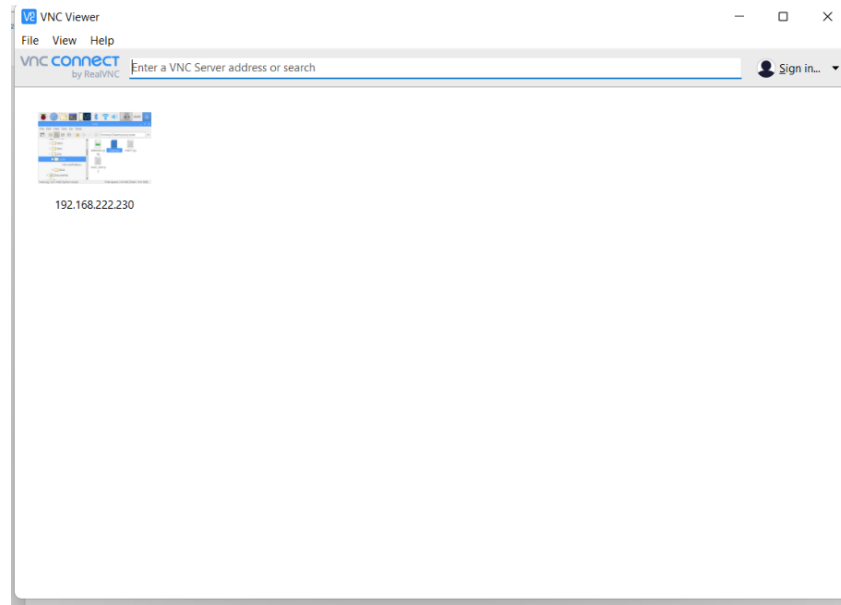 VNC Viewer
File View Help
vnc connect
by RealVNC
Enter a VNC Server address or search
Sign in...
192.168.222.230